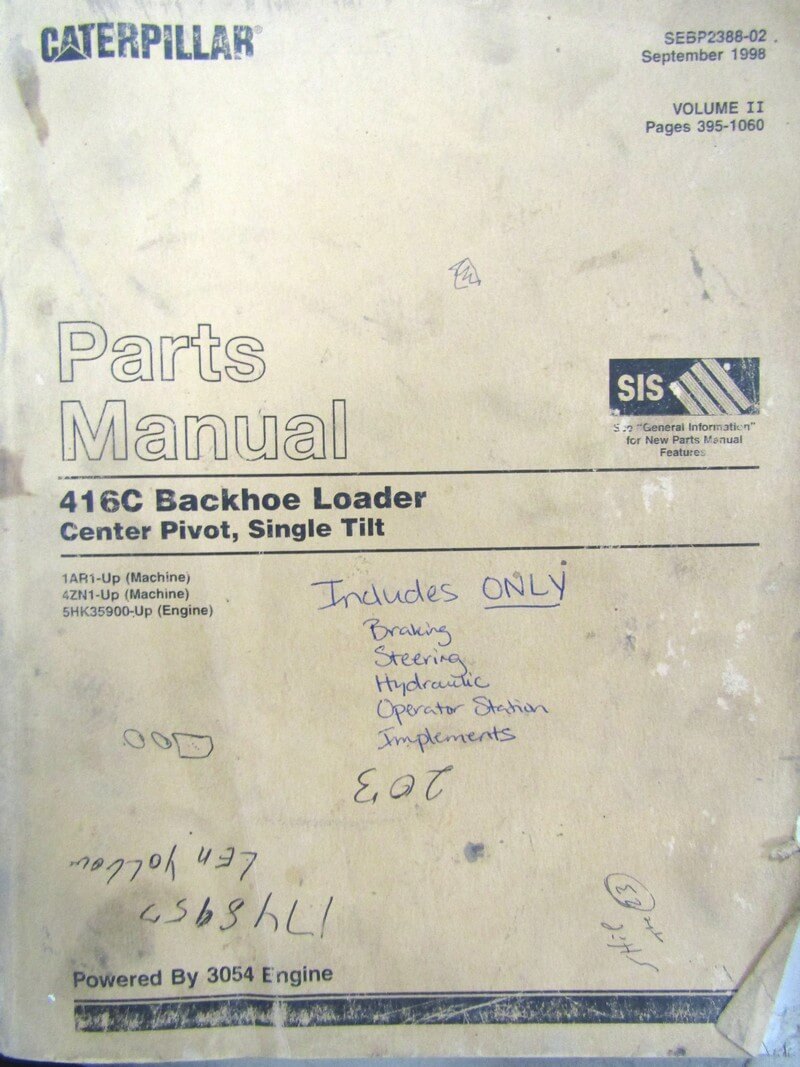 CATERPILLAR®
SEBP2388-02
September 1998
VOLUME II
Pages 395-1060
Parts
Manual
SIS
See "General Information"
for New Parts Manual
Features
416C Backhoe Loader
Center Pivot, Single Tilt
1AR1-Up (Machine)
4ZN1-Up (Machine)
5HK35900-Up (Engine)
Includes ONLY
Braking
Steering
Hydraulic
Operator Station
Implements
203
Powered By 3054 Engine